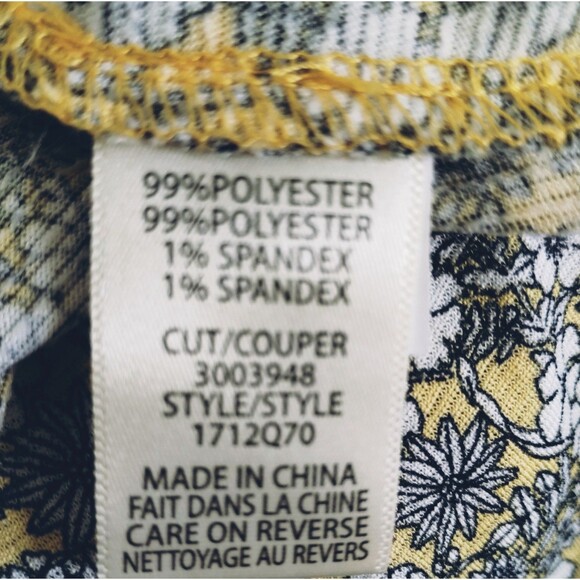 99%POLYESTER
99%POLYESTER
1% SPANDEX
1% SPANDEX
CUT/COUPER
3003948
STYLE/STYLE
1712Q70
MADE IN CHINA
FAIT DANS LA CHINE
CARE ON REVERSE
NETTOYAGE AU REVERS